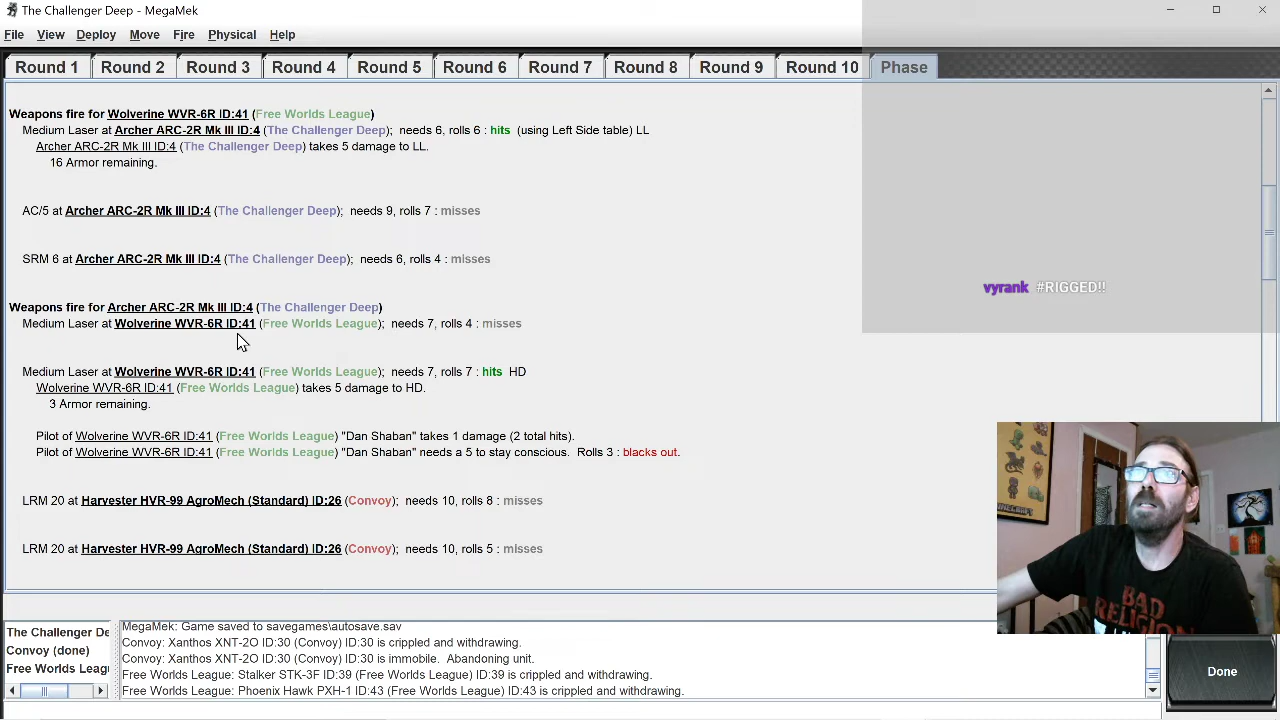 The Challenger Deep - MegaMek
File View Deploy Move Fire Physical Help
Round 1 Round 2 Round 3 Round 4 Round 5 Round 6 Round 7 Round 8 Round 9 Round 10 Phase
Weapons fire for Wolverine WVR-6R ID:41 (Free Worlds League)
Medium Laser at Archer ARC-2R Mk III ID:4 (The Challenger Deep); needs 6, rolls 6 : hits (using Left Side table) LL
Archer ARC-2R Mk III ID:4 (The Challenger Deep) takes 5 damage to LL.
16 Armor remaining.
AC/5 at Archer ARC-2R Mk III ID:4 (The Challenger Deep); needs 9, rolls 7 : misses
SRM 6 at Archer ARC-2R Mk III ID:4 (The Challenger Deep); needs 6, rolls 4 : misses
vyrank #RIGGED!!
Weapons fire for Archer ARC-2R Mk III ID:4 (The Challenger Deep)
Medium Laser at Wolverine WVR-6R ID:41 (Free Worlds League); needs 7, rolls 4 : misses
Medium Laser at Wolverine WVR-6R ID:41 (Free Worlds League); needs 7, rolls 7 : hits HD
Wolverine WVR-6R ID:41 (Free Worlds League) takes 5 damage to HD.
3 Armor remaining.
Pilot of Wolverine WVR-6R ID:41 (Free Worlds League) "Dan Shaban" takes 1 damage (2 total hits).
Pilot of Wolverine WVR-6R ID:41 (Free Worlds League) "Dan Shaban" needs a 5 to stay conscious. Rolls 3 : blacks out.
LRM 20 at Harvester HVR-99 AgroMech (Standard) ID:26 (Convoy); needs 10, rolls 8 : misses
LRM 20 at Harvester HVR-99 AgroMech (Standard) ID:26 (Convoy); needs 10, rolls 5 : misses
MINECRAFT
BAD RELIGION
The Challenger De
Convoy (done)
Free Worlds Leagu
MegaMek: Game saved to savegames\autosave.sav
Convoy: Xanthos XNT-2O ID:30 (Convoy) ID:30 is crippled and withdrawing.
Convoy: Xanthos XNT-2O ID:30 (Convoy) ID:30 is immobile. Abandoning unit.
Free Worlds League: Stalker STK-3F ID:39 (Free Worlds League) ID:39 is crippled and withdrawing.
Free Worlds League: Phoenix Hawk PXH-1 ID:43 (Free Worlds League) ID:43 is crippled and withdrawing.
Done